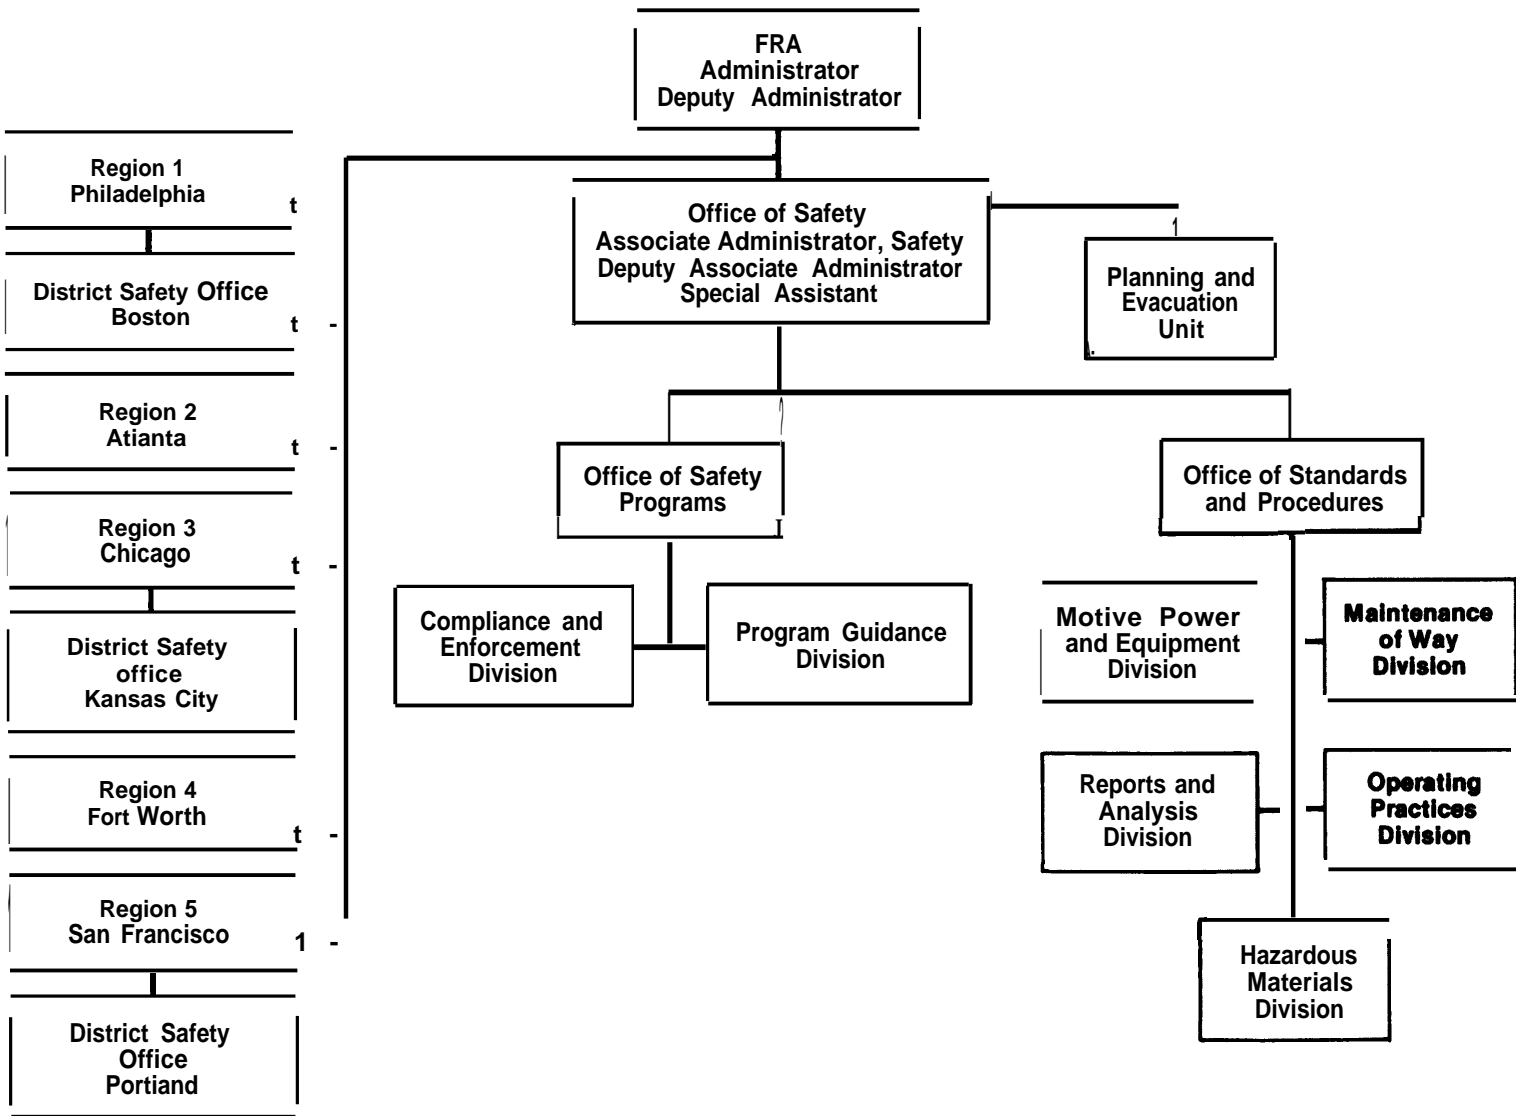 FRA
Administrator
Deputy Administrator
Region 1
Philadelphia
t
District Safety Office
Boston
t -
Region 2
Atianta
t -
Region 3
Chicago
t -
District Safety
office
Kansas City
Region 4
Fort Worth
t -
Region 5
San Francisco
1 -
District Safety
Office
Portiand
Office of Safety
Associate Administrator, Safety
Deputy Associate Administrator
Special Assistant
1
Planning and
Evacuation
Unit
Office of Safety
Programs
Office of Standards
and Procedures
Compliance and
Enforcement
Division
Program Guidance
Division
Motive Power
and Equipment
Division
Maintenance
of Way
Division
Reports and
Analysis
Division
Operating
Practices
Division
Hazardous
Materials
Division